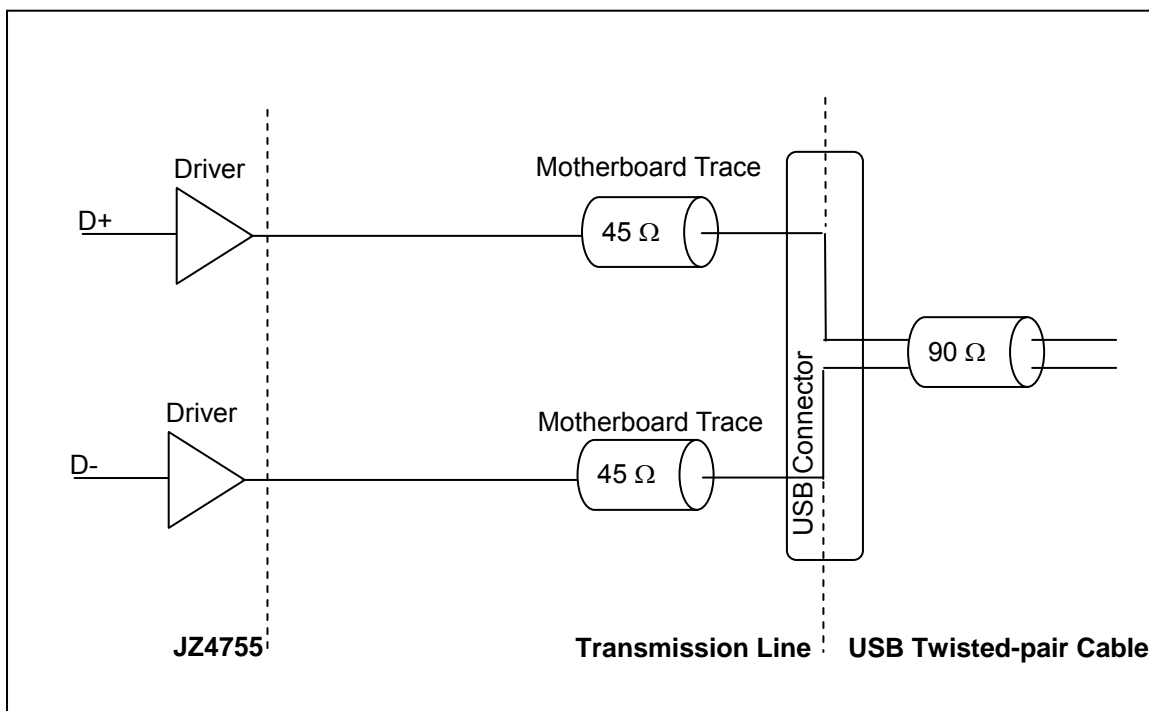 Driver
Motherboard Trace
D+
45 Ω
USB Connector
90 Ω
Driver
Motherboard Trace
D-
45 Ω
JZ4755
Transmission Line
USB Twisted-pair Cable